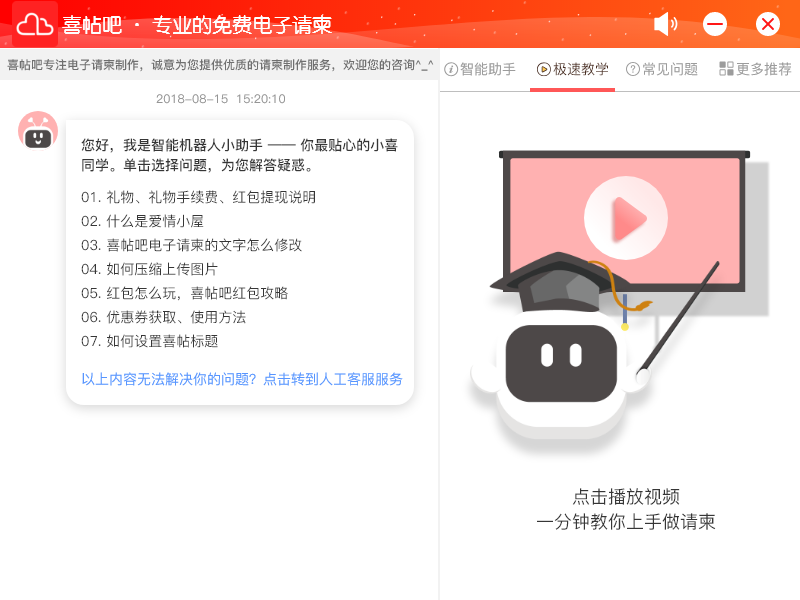 喜帖吧 · 专业的免费电子请柬
喜帖吧专注电子请柬制作，诚意为您提供优质的请柬制作服务，欢迎您的咨询^_^
智能助手
极速教学
常见问题
更多推荐
2018-08-15 15:20:10
您好，我是智能机器人小助手 —— 你最贴心的小喜
同学。单击选择问题，为您解答疑惑。
01. 礼物、礼物手续费、红包提现说明
02. 什么是爱情小屋
03. 喜帖吧电子请柬的文字怎么修改
04. 如何压缩上传图片
05. 红包怎么玩，喜帖吧红包攻略
06. 优惠券获取、使用方法
07. 如何设置喜帖标题
以上内容无法解决你的问题？点击转到人工客服服务
点击播放视频
一分钟教你上手做请柬